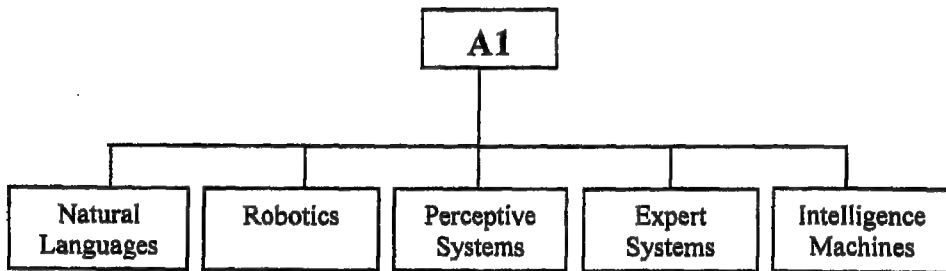 A1
Natural
Languages
Robotics
Perceptive
Systems
Expert
Systems
Intelligence
Machines